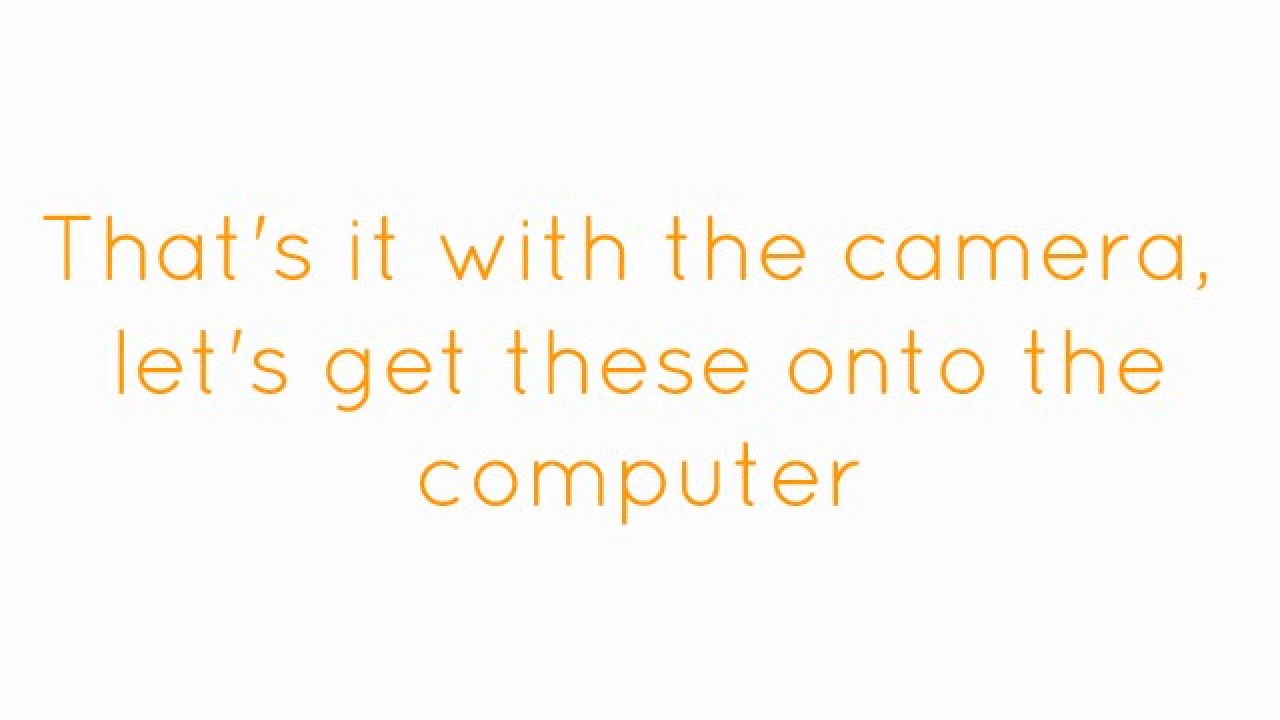 That's it with the camera,
let's get these onto the
computer